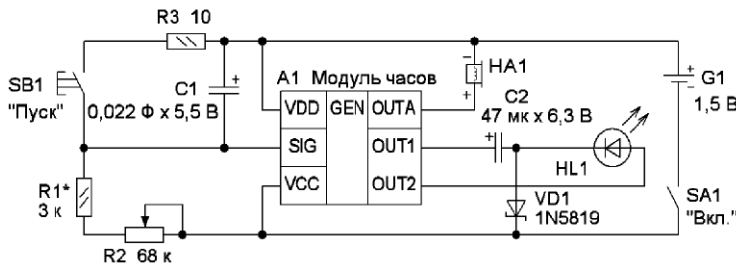 R3 10
SB1
"Пуск"
C1
0,022 Ф x 5,5 В
+
A1 Модуль часов
VDD
GEN
OUTA
SIG
OUT1
VCC
OUT2
-
HA1
+
C2
47 мк x 6,3 В
+
HL1
VD1
1N5819
+
-
G1
1,5 В
SA1
"Вкл."
R1*
3 к
R2 68 к